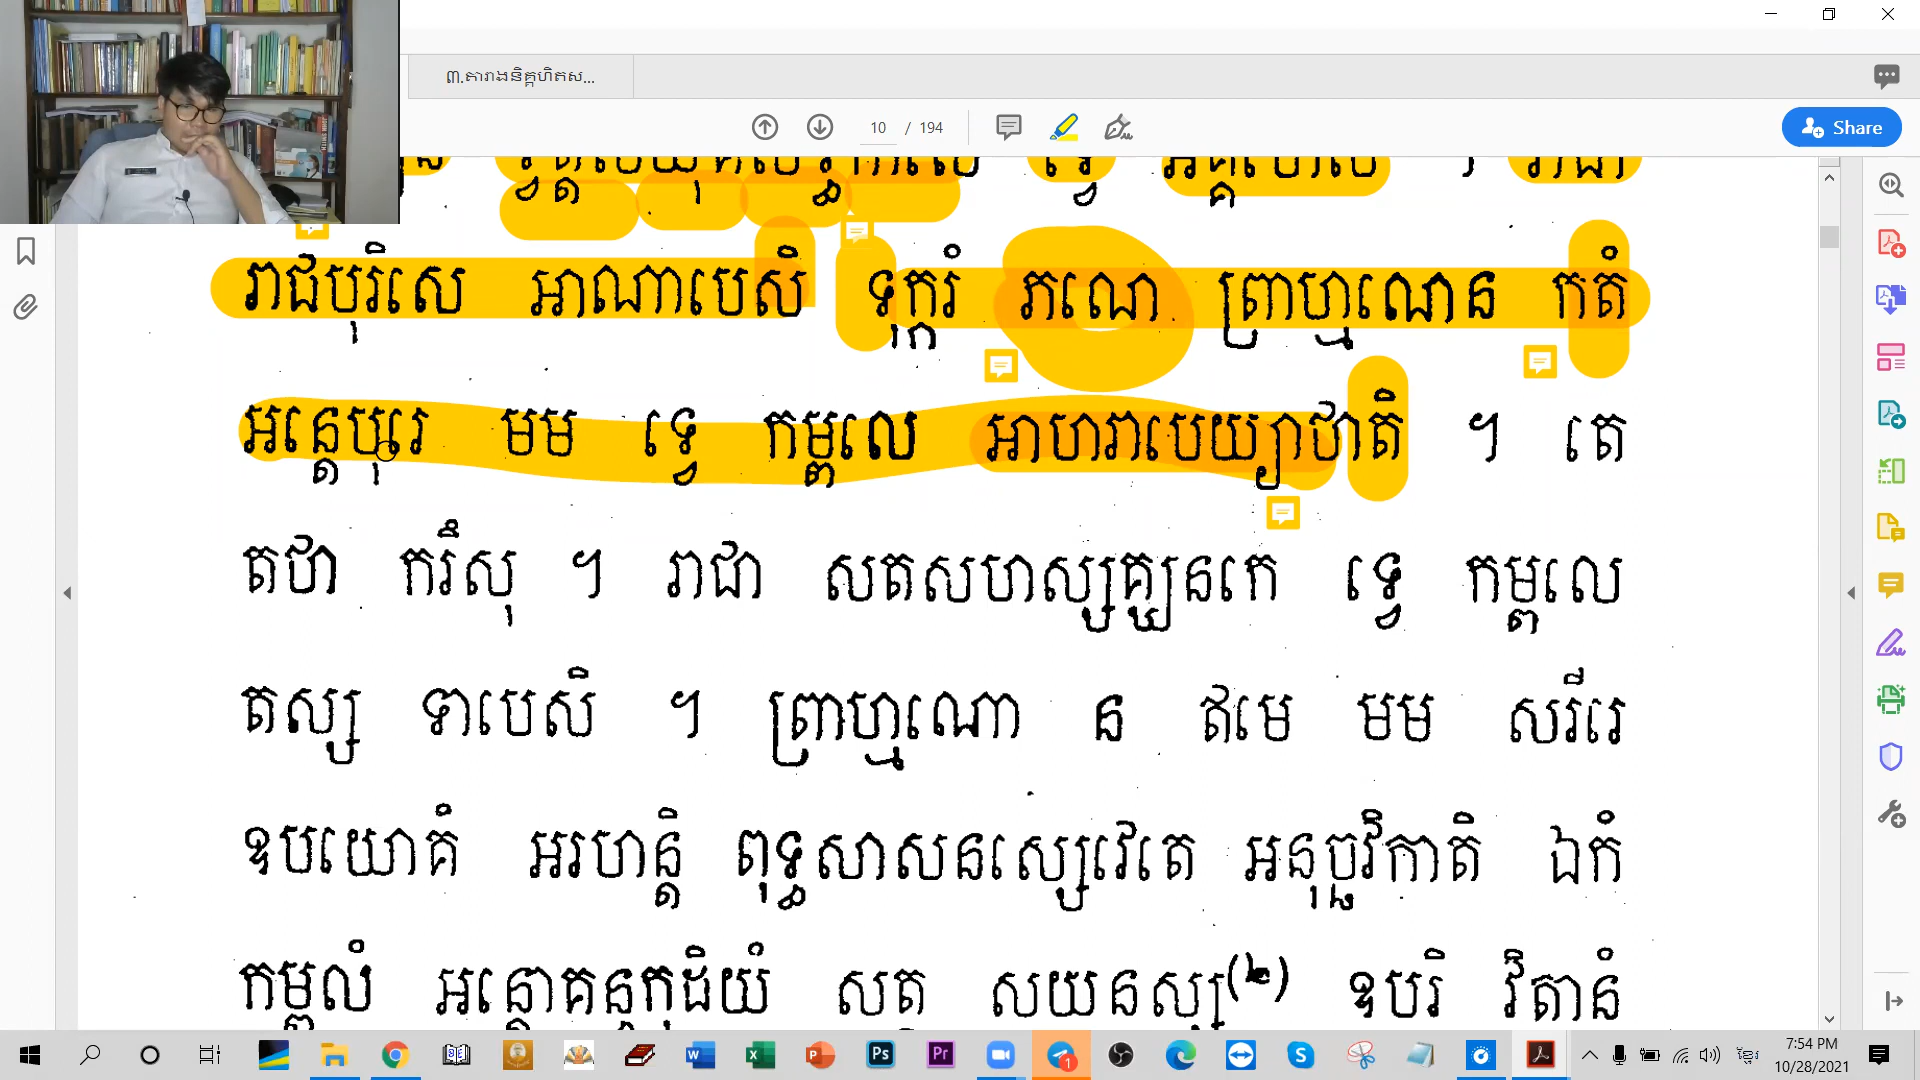 ៣.តារាងនិគ្គហិតស...
10 / 194
Share
រាជបុរិសេ អាណាបេសិ ទុក្ករំ ភណេ ព្រាហ្មណេន កតំ
អន្តេបុរេ មម ទ្វេ កម្ពលេ អាហរាបេយ្យាថាតិ ។ តេ
តថា ករឹសុ ។ រាជា សតសហស្សគ្ឃនកេ ទ្វេ កម្ពលេ
តស្ស ទាបេសិ ។ ព្រាហ្មណោ ន ឥមេ មម សរីរេ
ឧបយោគំ អរហន្តិ ពុទ្ធសាសនស្សេវេតេ អនុច្ឆវិកាតិ ឯកំ
កម្ពលំ អន្តោគន្ធកុដិយំ សត្ថុ សយនស្ស(២) ឧបរិ វិតានំ
7:54 PM
ខ្មែរ
10/28/2021